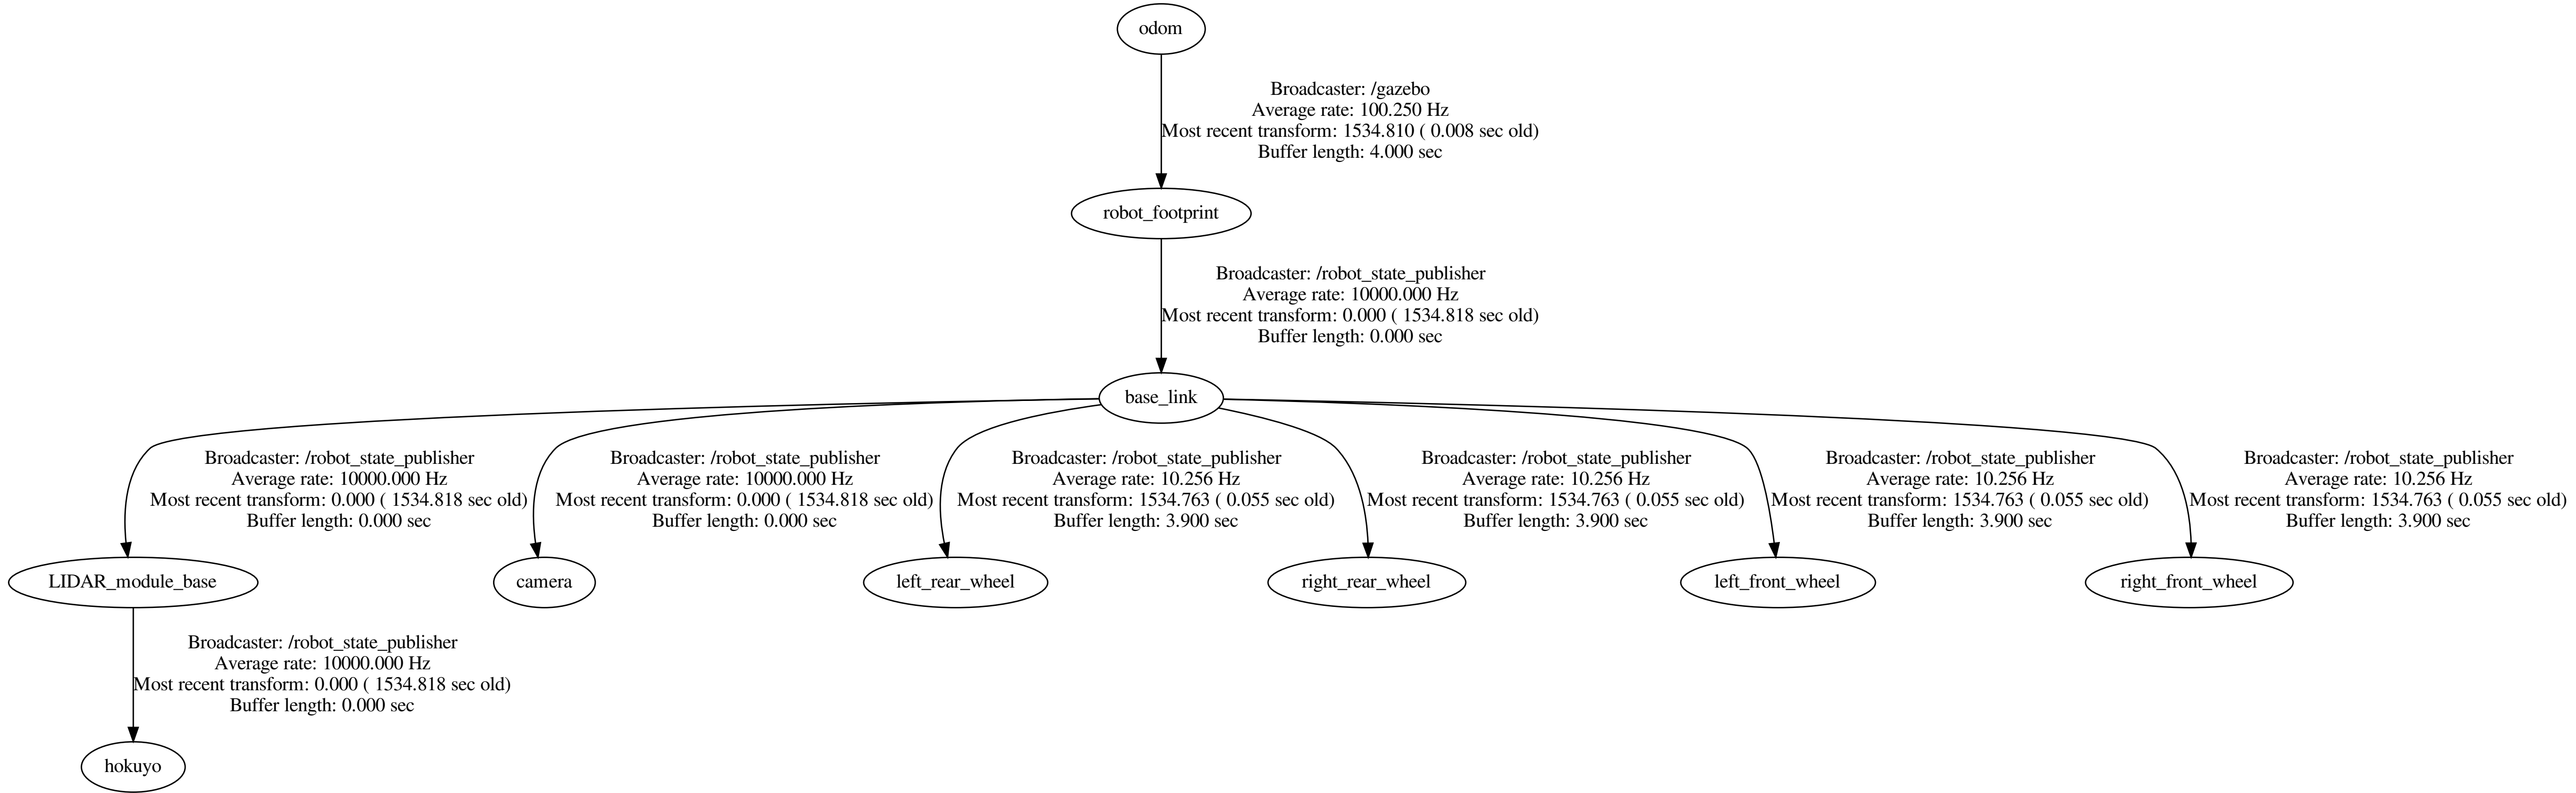 odom
Broadcaster: /gazebo
Average rate: 100.250 Hz
Most recent transform: 1534.810 ( 0.008 sec old)
Buffer length: 4.000 sec
robot_footprint
Broadcaster: /robot_state_publisher
Average rate: 10000.000 Hz
Most recent transform: 0.000 ( 1534.818 sec old)
Buffer length: 0.000 sec
base_link
Broadcaster: /robot_state_publisher
Average rate: 10000.000 Hz
Most recent transform: 0.000 ( 1534.818 sec old)
Buffer length: 0.000 sec
Broadcaster: /robot_state_publisher
Average rate: 10000.000 Hz
Most recent transform: 0.000 ( 1534.818 sec old)
Buffer length: 0.000 sec
Broadcaster: /robot_state_publisher
Average rate: 10.256 Hz
Most recent transform: 1534.763 ( 0.055 sec old)
Buffer length: 3.900 sec
Broadcaster: /robot_state_publisher
Average rate: 10.256 Hz
Most recent transform: 1534.763 ( 0.055 sec old)
Buffer length: 3.900 sec
Broadcaster: /robot_state_publisher
Average rate: 10.256 Hz
Most recent transform: 1534.763 ( 0.055 sec old)
Buffer length: 3.900 sec
Broadcaster: /robot_state_publisher
Average rate: 10.256 Hz
Most recent transform: 1534.763 ( 0.055 sec old)
Buffer length: 3.900 sec
LIDAR_module_base
camera
left_rear_wheel
right_rear_wheel
left_front_wheel
right_front_wheel
Broadcaster: /robot_state_publisher
Average rate: 10000.000 Hz
Most recent transform: 0.000 ( 1534.818 sec old)
Buffer length: 0.000 sec
hokuyo